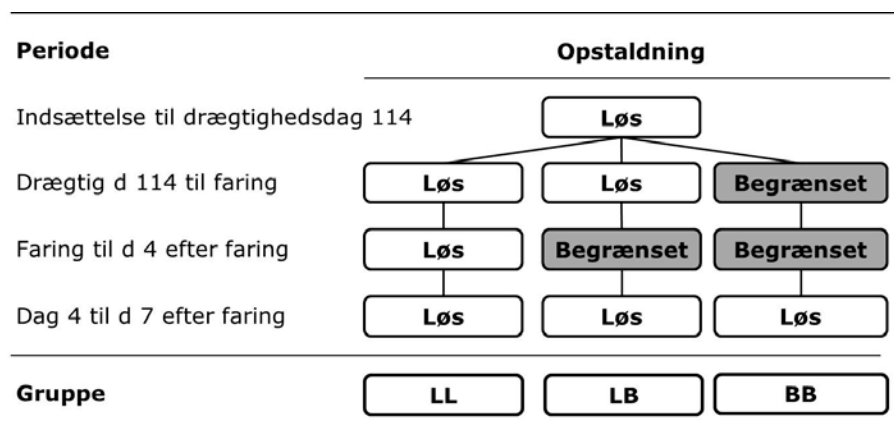 Periode Opstaldning
Indsættelse til drægtighedsdag 114 Løs
Drægtig d 114 til faring Løs Løs Begrænset
Faring til d 4 efter faring Løs Begrænset Begrænset
Dag 4 til d 7 efter faring Løs Løs Løs
Gruppe LL LB BB